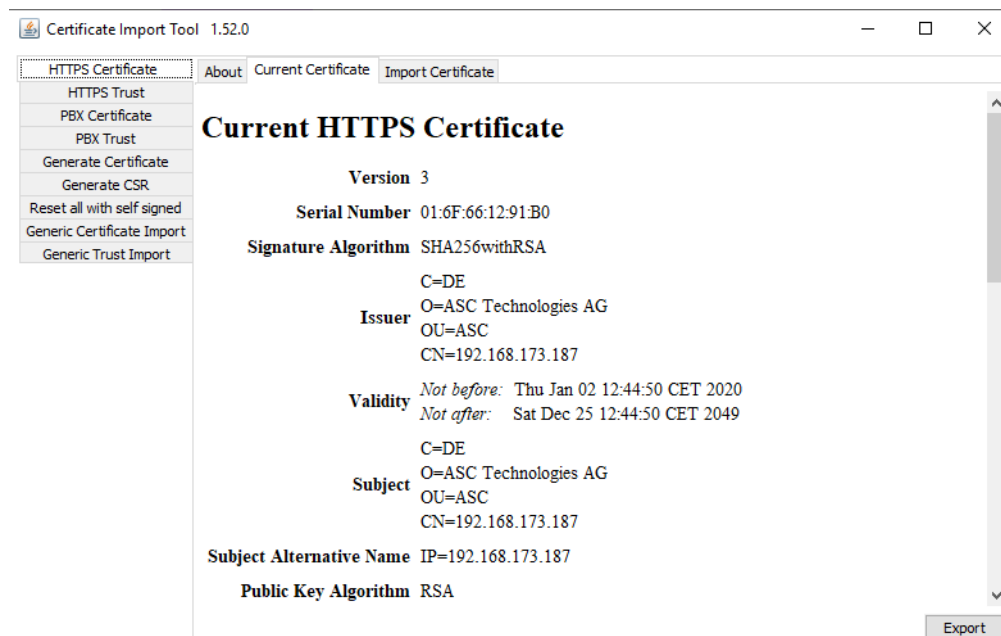 Certificate Import Tool 1.52.0
HTTPS Certificate
HTTPS Trust
PBX Certificate
PBX Trust
Generate Certificate
Generate CSR
Reset all with self signed
Generic Certificate Import
Generic Trust Import
About Current Certificate Import Certificate
Current HTTPS Certificate
Version 3
Serial Number 01:6F:66:12:91:B0
Signature Algorithm SHA256withRSA
Issuer C=DE
O=ASC Technologies AG
OU=ASC
CN=192.168.173.187
Validity Not before: Thu Jan 02 12:44:50 CET 2020
Not after: Sat Dec 25 12:44:50 CET 2049
Subject C=DE
O=ASC Technologies AG
OU=ASC
CN=192.168.173.187
Subject Alternative Name IP=192.168.173.187
Public Key Algorithm RSA
Export